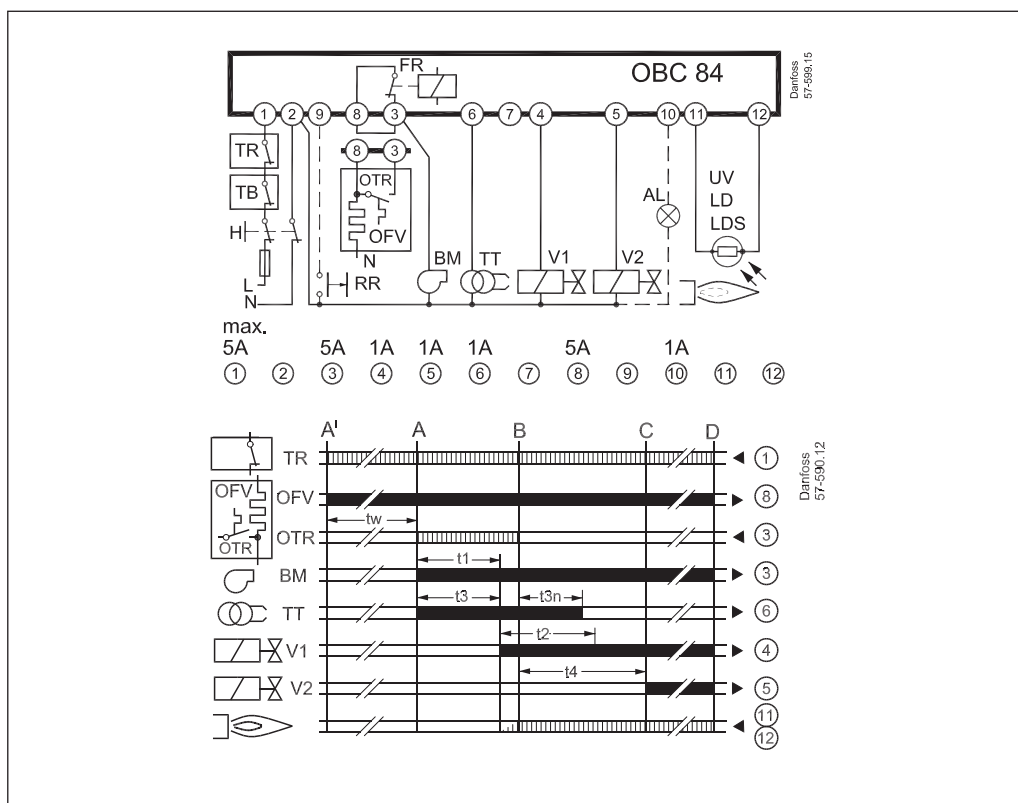 OBC 84
Danfoss
57-599.15
FR
1 2 9 8 3 6 7 4 5 10 11 12
8 3
TR
TB
H
L
N
OTR
OFV
N
RR
BM
TT
V1
V2
AL
UV
LD
LDS
max.
5A 5A 1A 1A 1A 5A 1A
1 2 3 4 5 6 7 8 9 10 11 12
A' A B C D
Danfoss
57-590.12
TR 1
OFV
OTR
OFV 8
tw
OTR 3
t1
BM 3
t3 t3n
TT 6
t2
V1 4
t4
V2 5
11
12